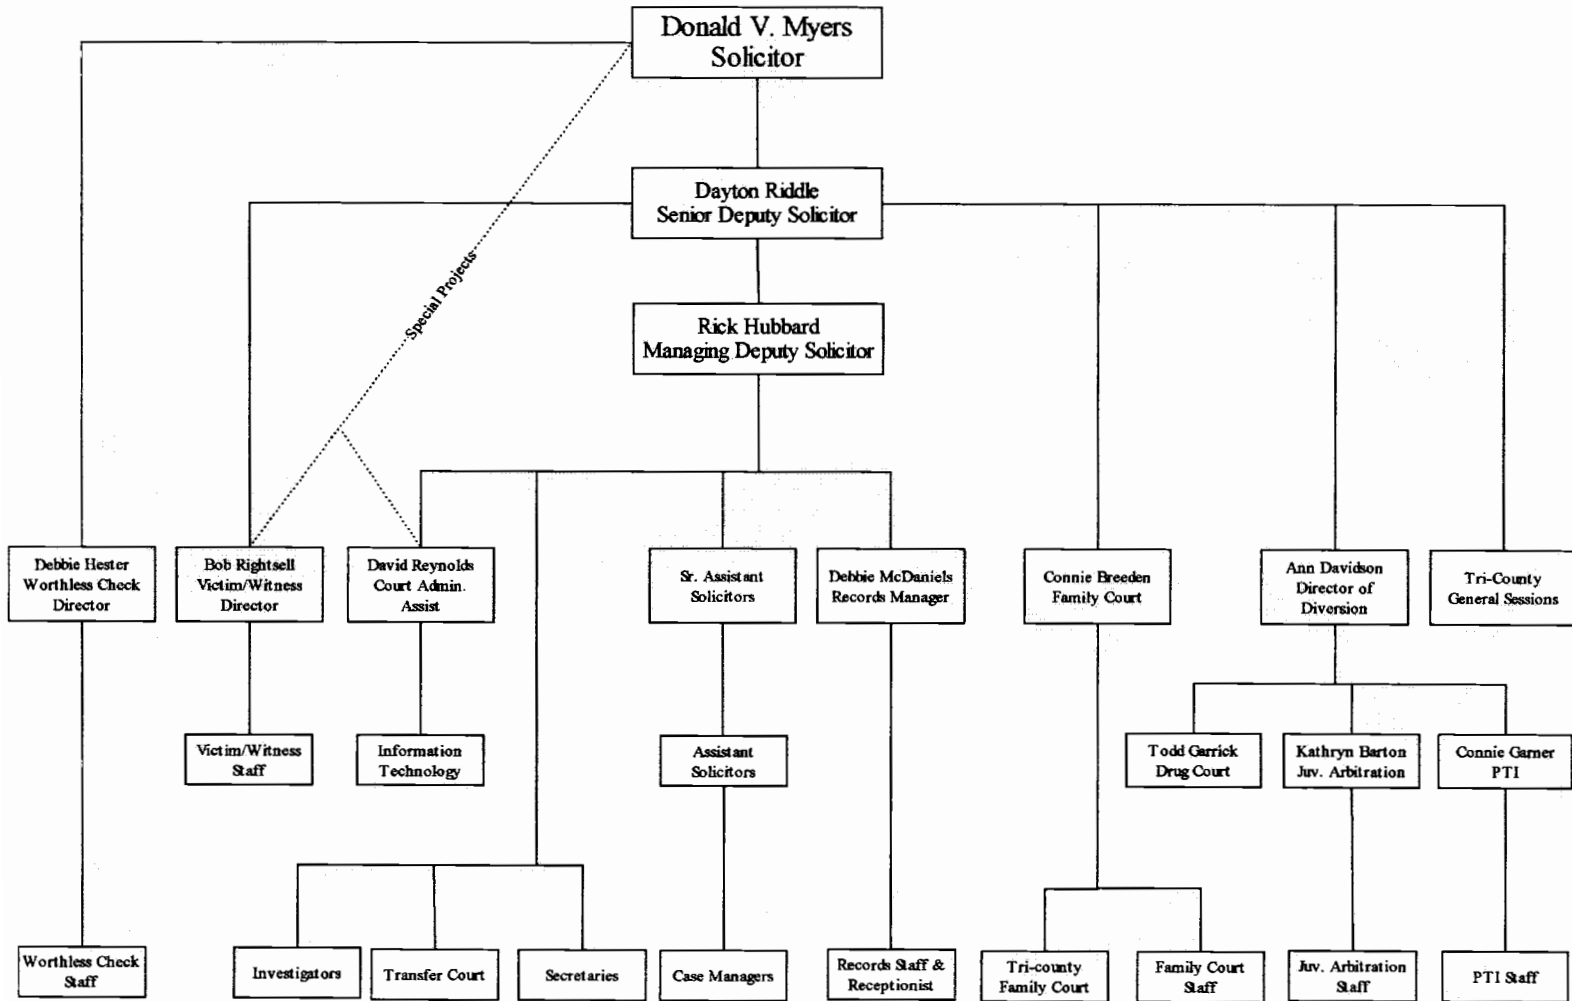 Donald V. Myers
Solicitor
Dayton Riddle
Senior Deputy Solicitor
Special Projects
Rick Hubbard
Managing Deputy Solicitor
Debbie Hester
Worthless Check
Director
Bob Rightsell
Victim/Witness
Director
David Reynolds
Court Admin.
Assist
Sr. Assistant
Solicitors
Debbie McDaniels
Records Manager
Connie Breeden
Family Court
Ann Davidson
Director of
Diversion
Tri-County
General Sessions
Victim/Witness
Staff
Information
Technology
Assistant
Solicitors
Todd Garrick
Drug Court
Kathryn Barton
Juv. Arbitration
Connie Garner
PTI
Worthless Check
Staff
Investigators
Transfer Court
Secretaries
Case Managers
Records Staff &
Receptionist
Tri-county
Family Court
Family Court
Staff
Juv. Arbitration
Staff
PTI Staff